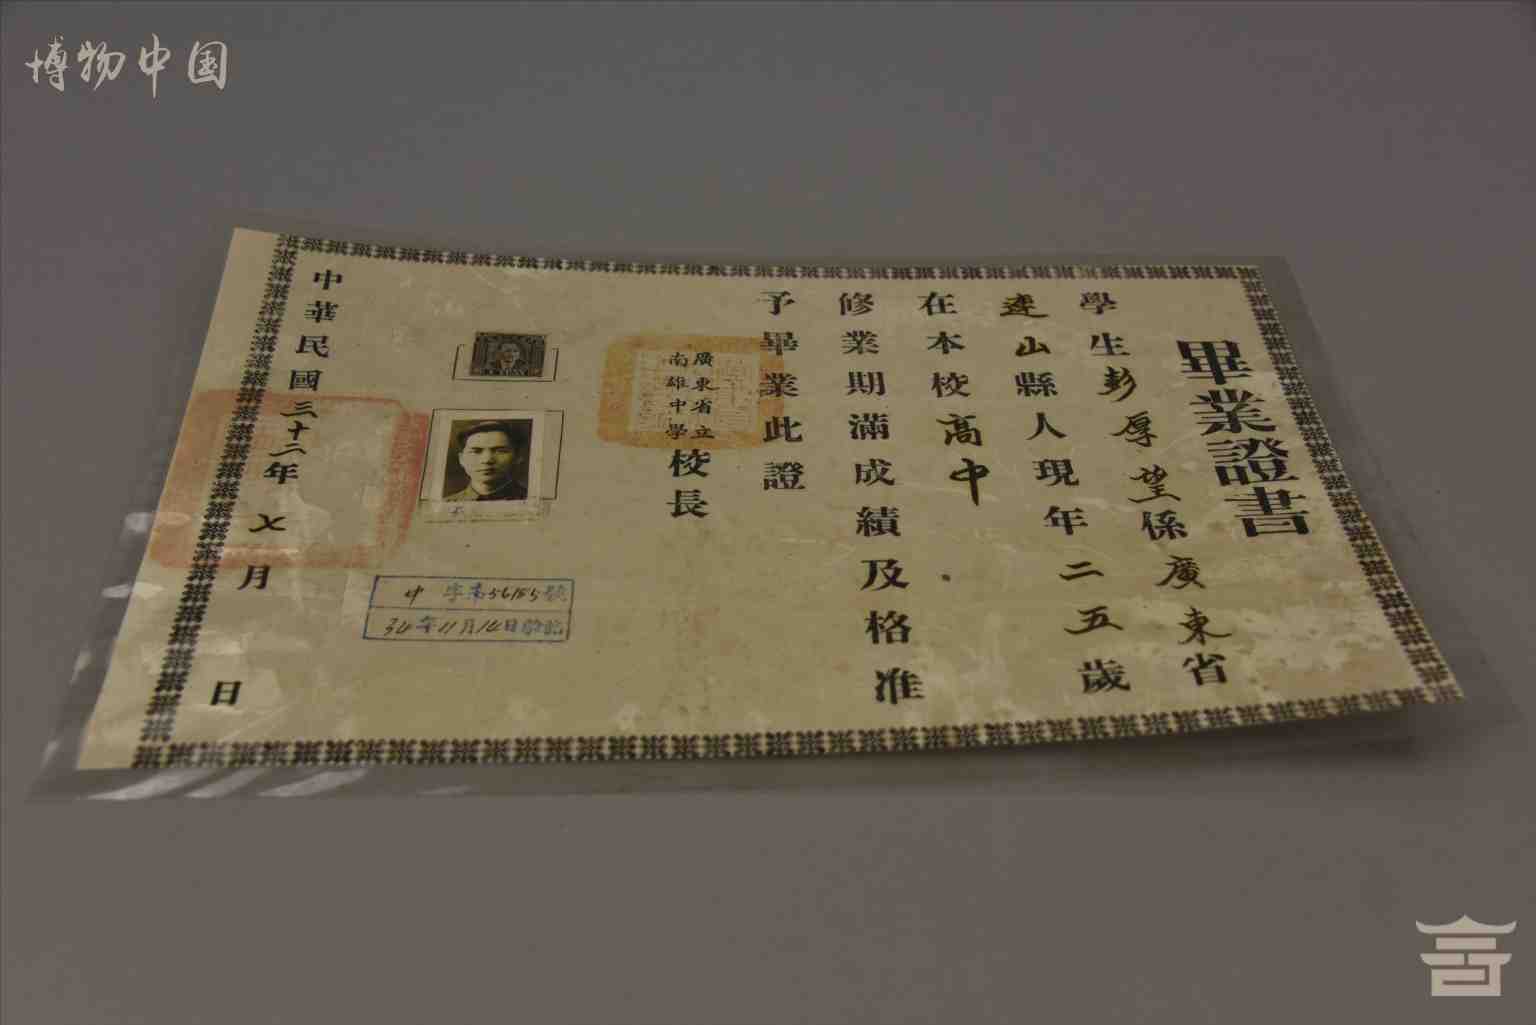 博物中国
畢業證書
學生彭厚望係廣東省
連山縣人現年二五歲
在本校高中
修業期滿成績及格准
予畢業此證
廣東省立
南雄中學
校長
中 字第56185號
34年11月14日驗訖
中華民國三十二年七月 日